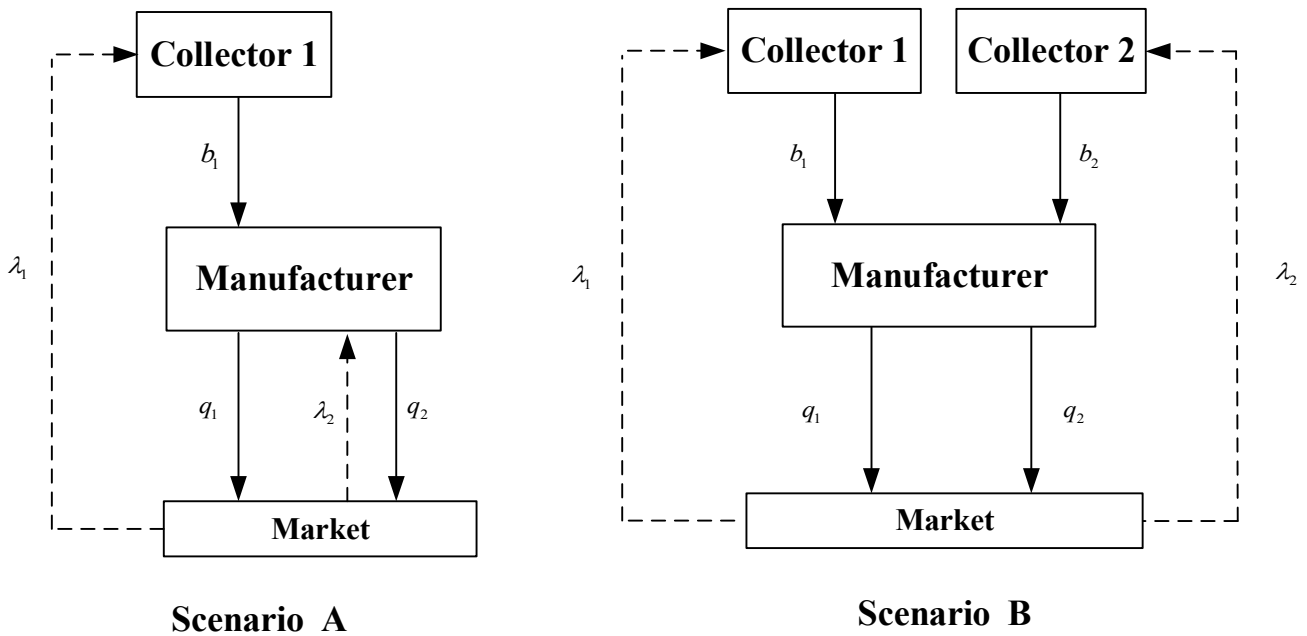 Collector 1
b₁
λ₁
Manufacturer
q₁
λ₂
q₂
Market
Scenario A
Collector 1
Collector 2
b₁
b₂
λ₁
Manufacturer
λ₂
q₁
q₂
Market
Scenario B